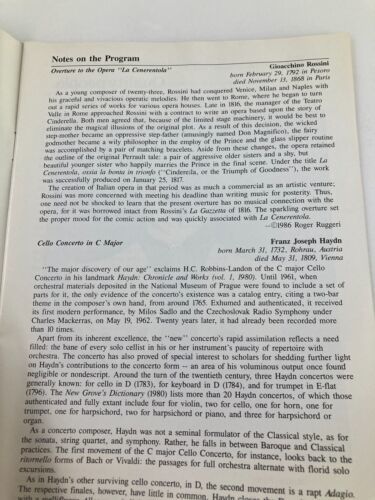 Notes on the Program
Gioacchino Rossini
Overture to the Opera "La Cenerentola"
born February 29, 1792 in Pesaro
died November 13, 1868 in Paris
As a young composer of twenty-three, Rossini had conquered Venice, Milan and Naples with
his graceful and vivacious operatic melodies. He then went to Rome, where he began to turn
out a rapid series of works for various opera houses. Late in 1816, the manager of the Teatro
Valle in Rome approached Rossini with a contract to write an opera based upon the story of
Cinderella. Both men agreed that, because of the limited stage machinery, it would be best to
eliminate the magical illusions of the original plot. As a result of this decision, the wicked
step-mother became an oppressive step-father (amusingly named Don Magnifico), the fairy
godmother became a wily philosopher in the employ of the Prince and the glass slipper routine
was accomplished by a pair of matching bracelets. Aside from these changes, the opera retained
the outline of the original Perrault tale: a pair of aggressive older sisters and a shy, but
beautiful younger sister who happily marries the Prince in the final scene. Under the title La
Cenerentola, ossia la bonta in trionfo ("Cinderela, or the Triumph of Goodness"), the work
was successfully produced on January 25, 1817.
The creation of Italian opera in that period was as much a commercial as an artistic venture;
Rossini was more concerned with meeting his deadline than writing music for posterity. Thus,
one need not be shocked to learn that the present overture has no musical connection with the
opera, for it was borrowed intact from Rossini's La Gazzetta of 1816. The sparkling overture set
the proper mood for the comic action and was quickly associated with La Cenerentola.
—©1986 Roger Ruggeri
Cello Concerto in C Major
Franz Joseph Haydn
born March 31, 1732, Rohrau, Austria
died May 31, 1809, Vienna
"The major discovery of our age" exclaims H.C. Robbins-Landon of the C major Cello
Concerto in his landmark Haydn: Chronicle and Works (vol. 1, 1980). Until 1961, when
orchestral materials deposited in the National Museum of Prague were found to include a set of
parts for it, the only evidence of the concerto's existence was a catalog entry, citing a two-bar
theme in the composer's own hand, from around 1765. Exhumed and authenticated, it received
its first modern performance, by Milos Sadlo and the Czechoslovak Radio Symphony under
Charles Mackerras, on May 19, 1962. Twenty years later, it had already been recorded more
than 10 times.
Apart from its inherent excellence, the "new" concerto's rapid assimilation reflects a need
filled: the bane of every solo cellist his or her instrument's paucity of repertoire with
orchestra. The concerto has also proved of special interest to scholars for shedding further light
on Haydn's contributions to the concerto form — an area of his voluminous output once found
negligible or nondescript. Around the turn of the twentieth century, three Haydn concertos were
generally known: for cello in D (1783), for keyboard in D (1784), and for trumpet in E-flat
(1796). The New Grove's Dictionary (1980) lists more than 20 Haydn concertos, of which those
authenticated and fully extant include four for violin, two for cello, one for horn, one for
trumpet, one for harpsichord, two for harpsichord or piano, and three for harpsichord or
organ.
As a concerto composer, Haydn was not a seminal formulator of the Classical style, as for
the sonata, string quartet, and symphony. Rather, he falls in between Baroque and Classical
practices. The first movement of the C major Cello Concerto, for instance, looks back to the
ritornello forms of Bach or Vivaldi: the passages for full orchestra alternate with florid solo
excursions.
As in Haydn's other surviving cello concerto, in D, the second movement is a rapt Adagio.
The respective finales, however, have little in common. Haydn